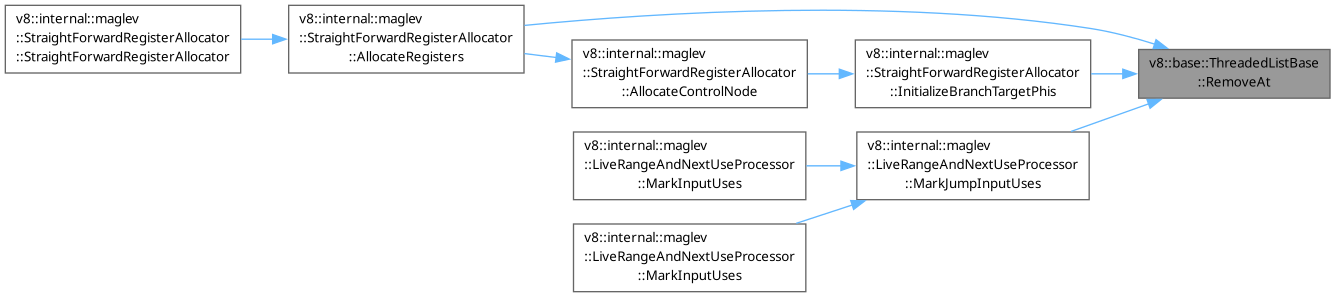 v8::internal::maglev
::StraightForwardRegisterAllocator
::StraightForwardRegisterAllocator
v8::internal::maglev
::StraightForwardRegisterAllocator
::AllocateRegisters
v8::internal::maglev
::StraightForwardRegisterAllocator
::AllocateControlNode
v8::internal::maglev
::StraightForwardRegisterAllocator
::InitializeBranchTargetPhis
v8::base::ThreadedListBase
::RemoveAt
v8::internal::maglev
::LiveRangeAndNextUseProcessor
::MarkInputUses
v8::internal::maglev
::LiveRangeAndNextUseProcessor
::MarkJumpInputUses
v8::internal::maglev
::LiveRangeAndNextUseProcessor
::MarkInputUses